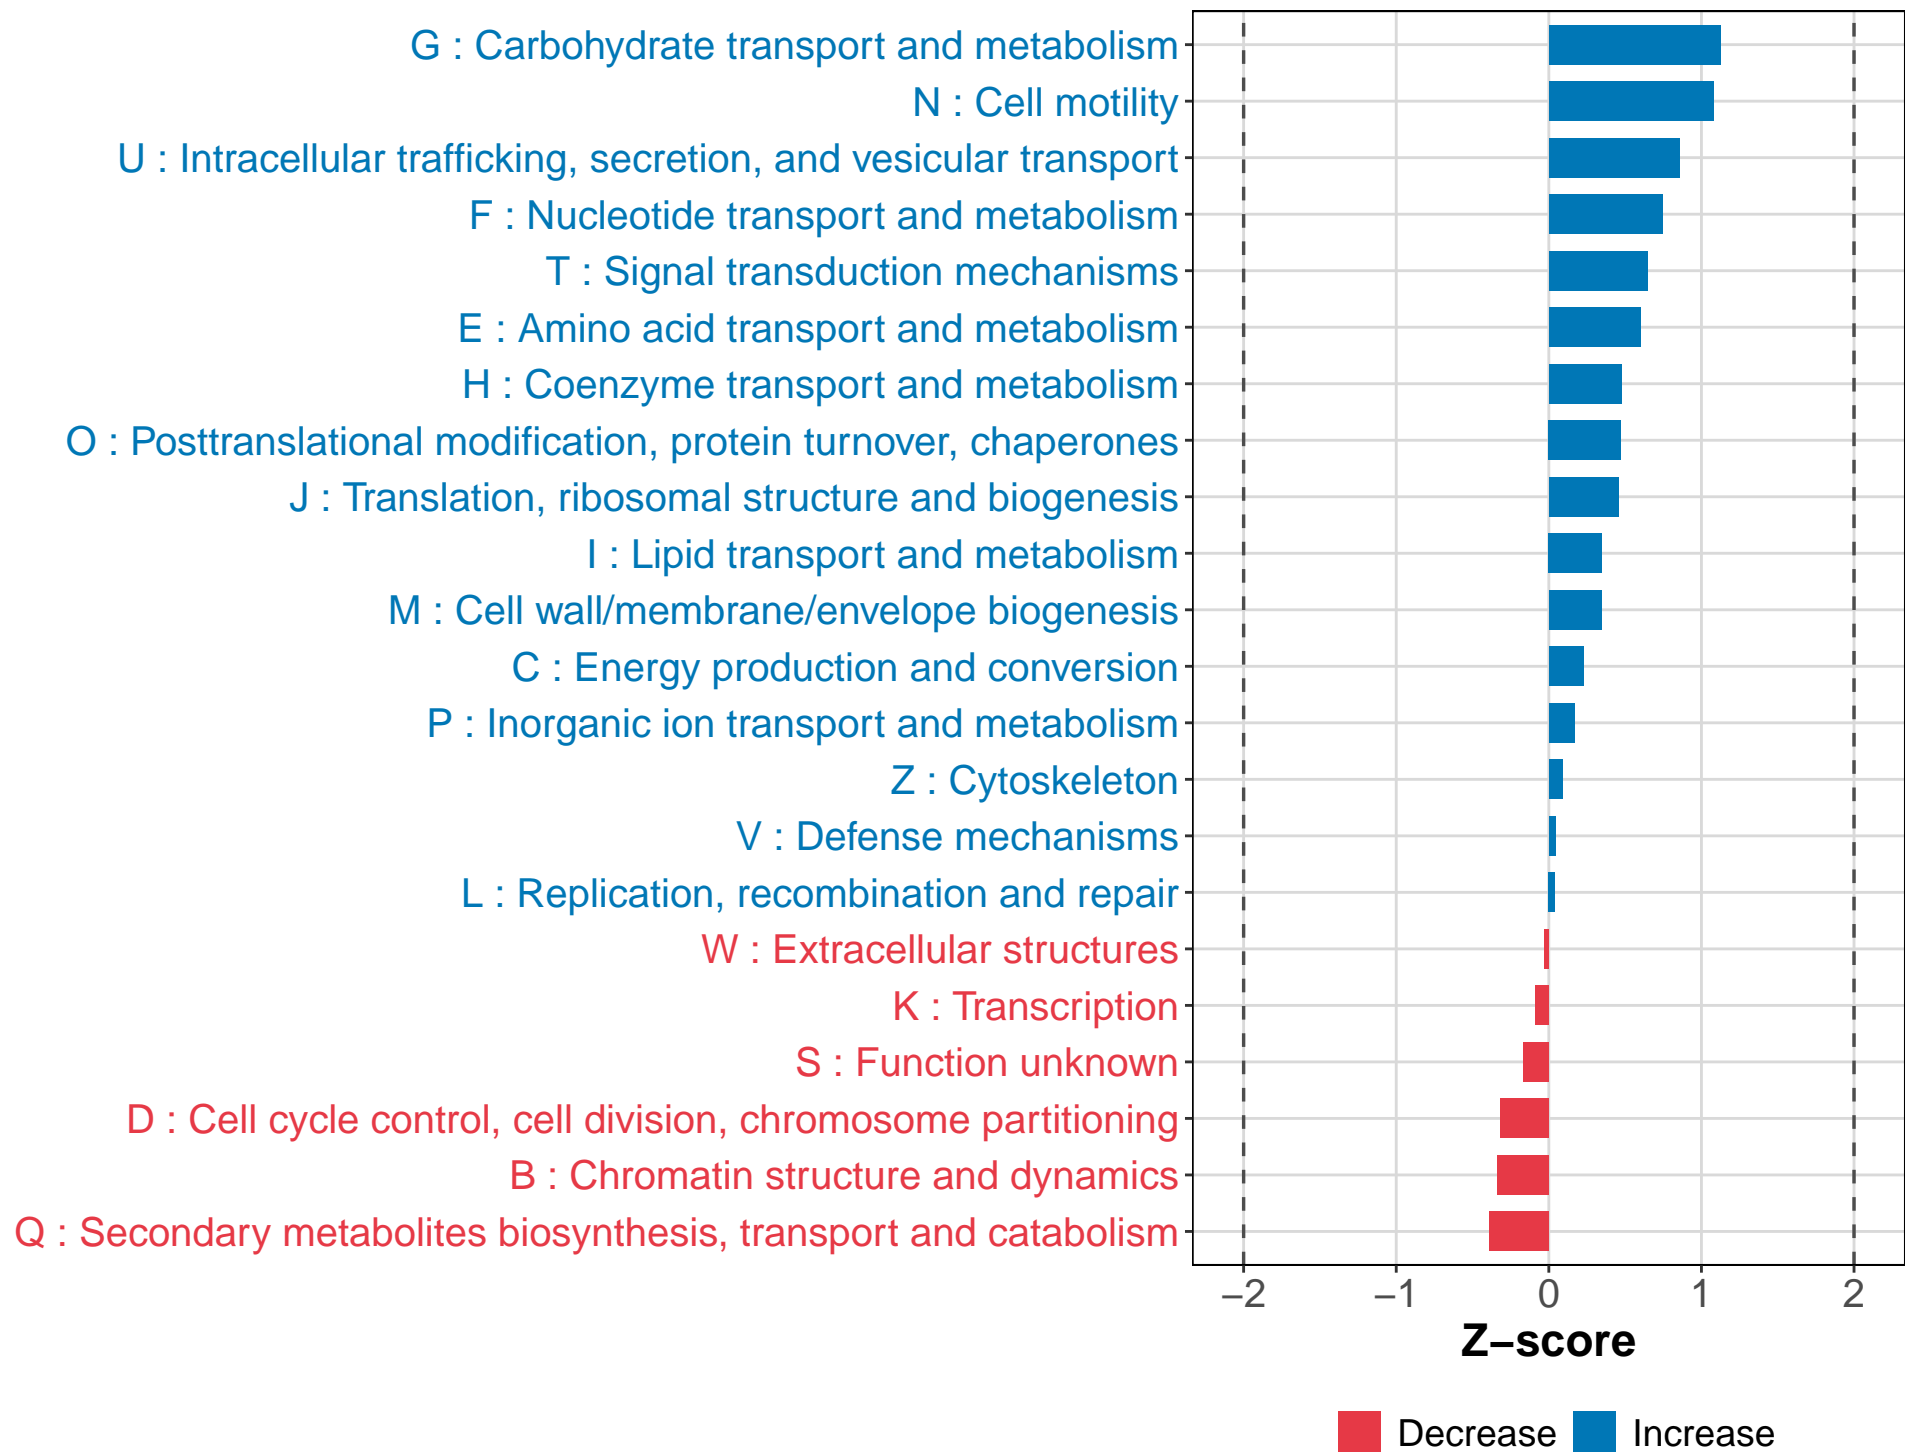 G : Carbohydrate transport and metabolism
N : Cell motility
U : Intracellular trafficking, secretion, and vesicular transport
F : Nucleotide transport and metabolism
T : Signal transduction mechanisms
E : Amino acid transport and metabolism
H : Coenzyme transport and metabolism
O : Posttranslational modification, protein turnover, chaperones
J : Translation, ribosomal structure and biogenesis
I : Lipid transport and metabolism
M : Cell wall/membrane/envelope biogenesis
C : Energy production and conversion
P : Inorganic ion transport and metabolism
Z : Cytoskeleton
V : Defense mechanisms
L : Replication, recombination and repair
W : Extracellular structures
K : Transcription
S : Function unknown
D : Cell cycle control, cell division, chromosome partitioning
B : Chromatin structure and dynamics
Q : Secondary metabolites biosynthesis, transport and catabolism
−2 −1 0 1 2
Z−score
Decrease Increase